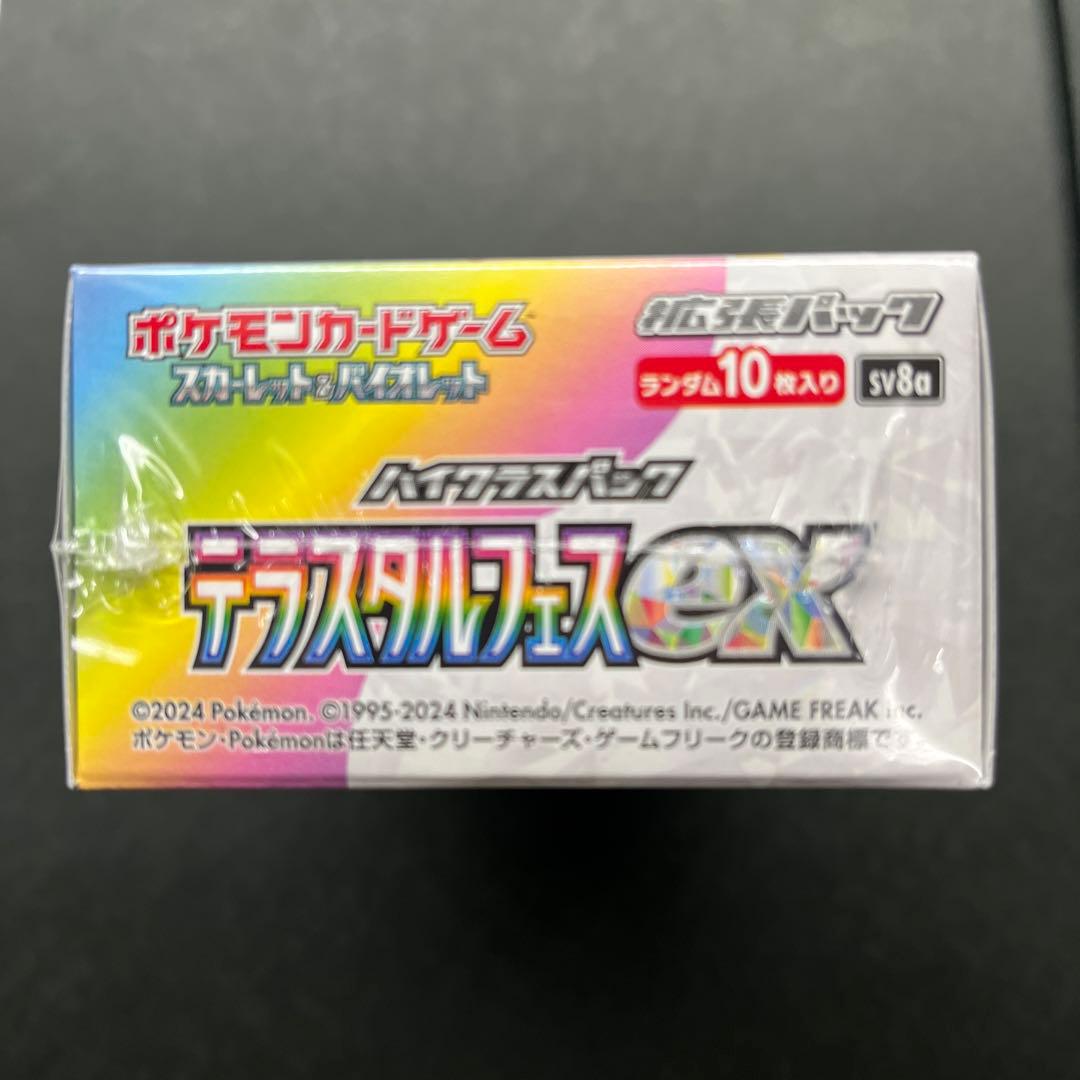 ポケモンカードゲーム
スカーレット&バイオレット
拡張パック
ランダム10枚入り SV8a
ハイクラスパック
テラスタルフェスex
©2024 Pokémon. ©1995-2024 Nintendo/Creatures Inc./GAME FREAK inc.
ポケモン・Pokémonは任天堂・クリーチャーズ・ゲームフリークの登録商標です。